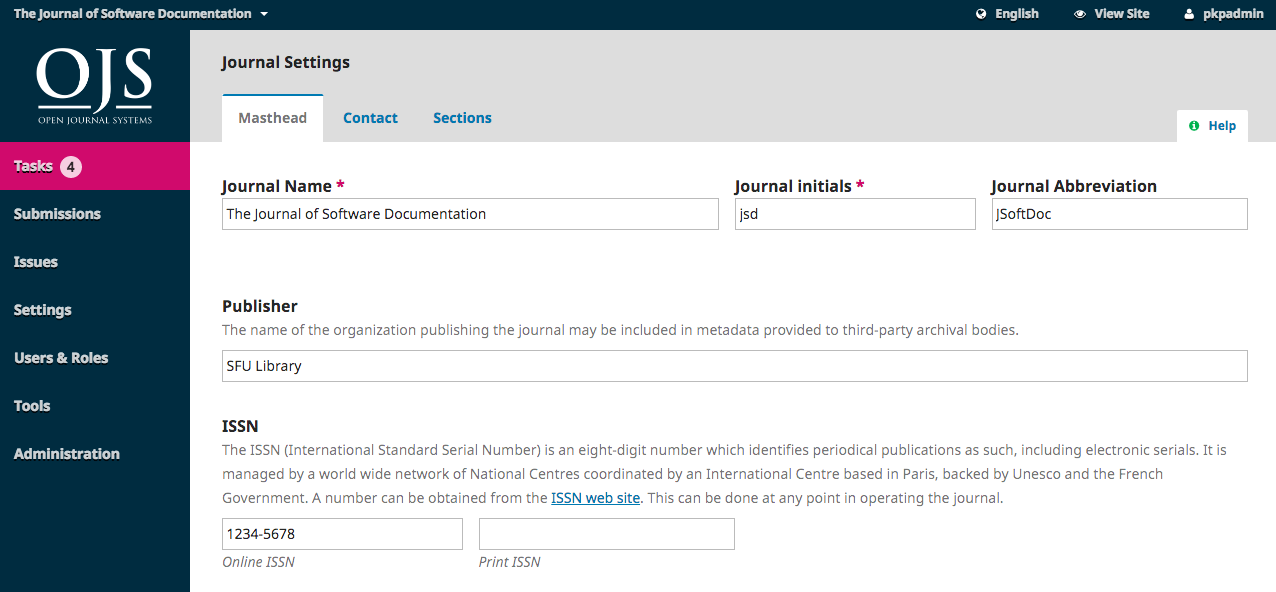 The Journal of Software Documentation
English
View Site
pkpadmin
OJS
OPEN JOURNAL SYSTEMS
Tasks 4
Submissions
Issues
Settings
Users & Roles
Tools
Administration
Journal Settings
Masthead
Contact
Sections
Help
Journal Name *
The Journal of Software Documentation
Journal initials *
jsd
Journal Abbreviation
JSoftDoc
Publisher
The name of the organization publishing the journal may be included in metadata provided to third-party archival bodies.
SFU Library
ISSN
The ISSN (International Standard Serial Number) is an eight-digit number which identifies periodical publications as such, including electronic serials. It is
managed by a world wide network of National Centres coordinated by an International Centre based in Paris, backed by Unesco and the French
Government. A number can be obtained from the ISSN web site. This can be done at any point in operating the journal.
1234-5678
Online ISSN
Print ISSN